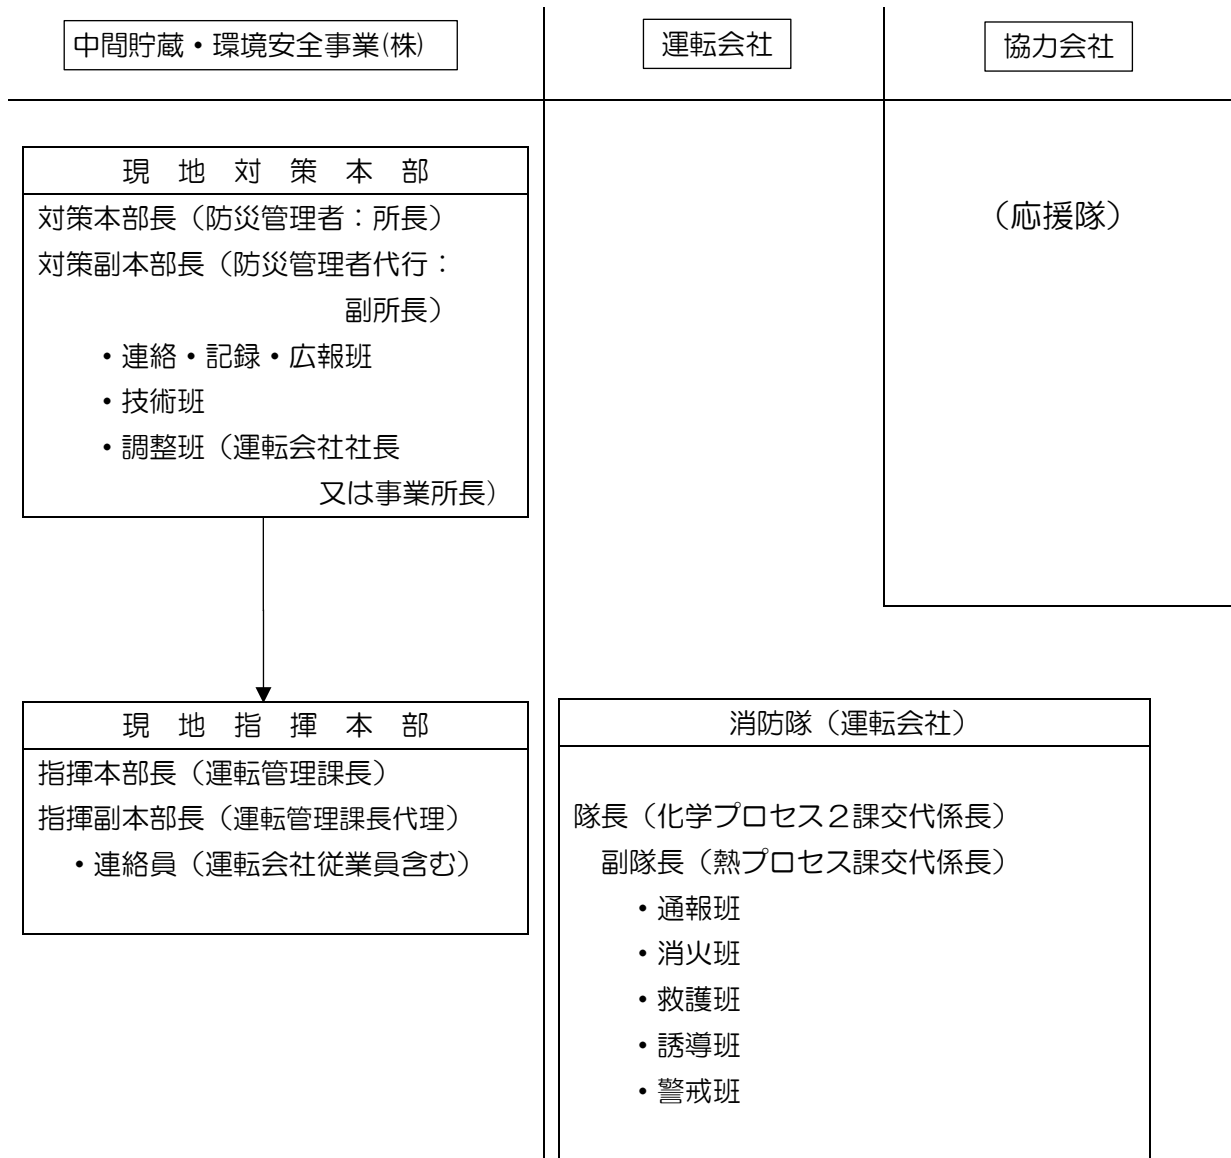 中間貯蔵・環境安全事業(株)
運転会社
協力会社
現　地　対　策　本　部
対策本部長（防災管理者：所長）
対策副本部長（防災管理者代行：
副所長）
・連絡・記録・広報班
・技術班
・調整班（運転会社社長
又は事業所長）
（応援隊）
現　地　指　揮　本　部
指揮本部長（運転管理課長）
指揮副本部長（運転管理課長代理）
・連絡員（運転会社従業員含む）
消防隊（運転会社）
隊長（化学プロセス２課交代係長）
副隊長（熱プロセス課交代係長）
・通報班
・消火班
・救護班
・誘導班
・警戒班